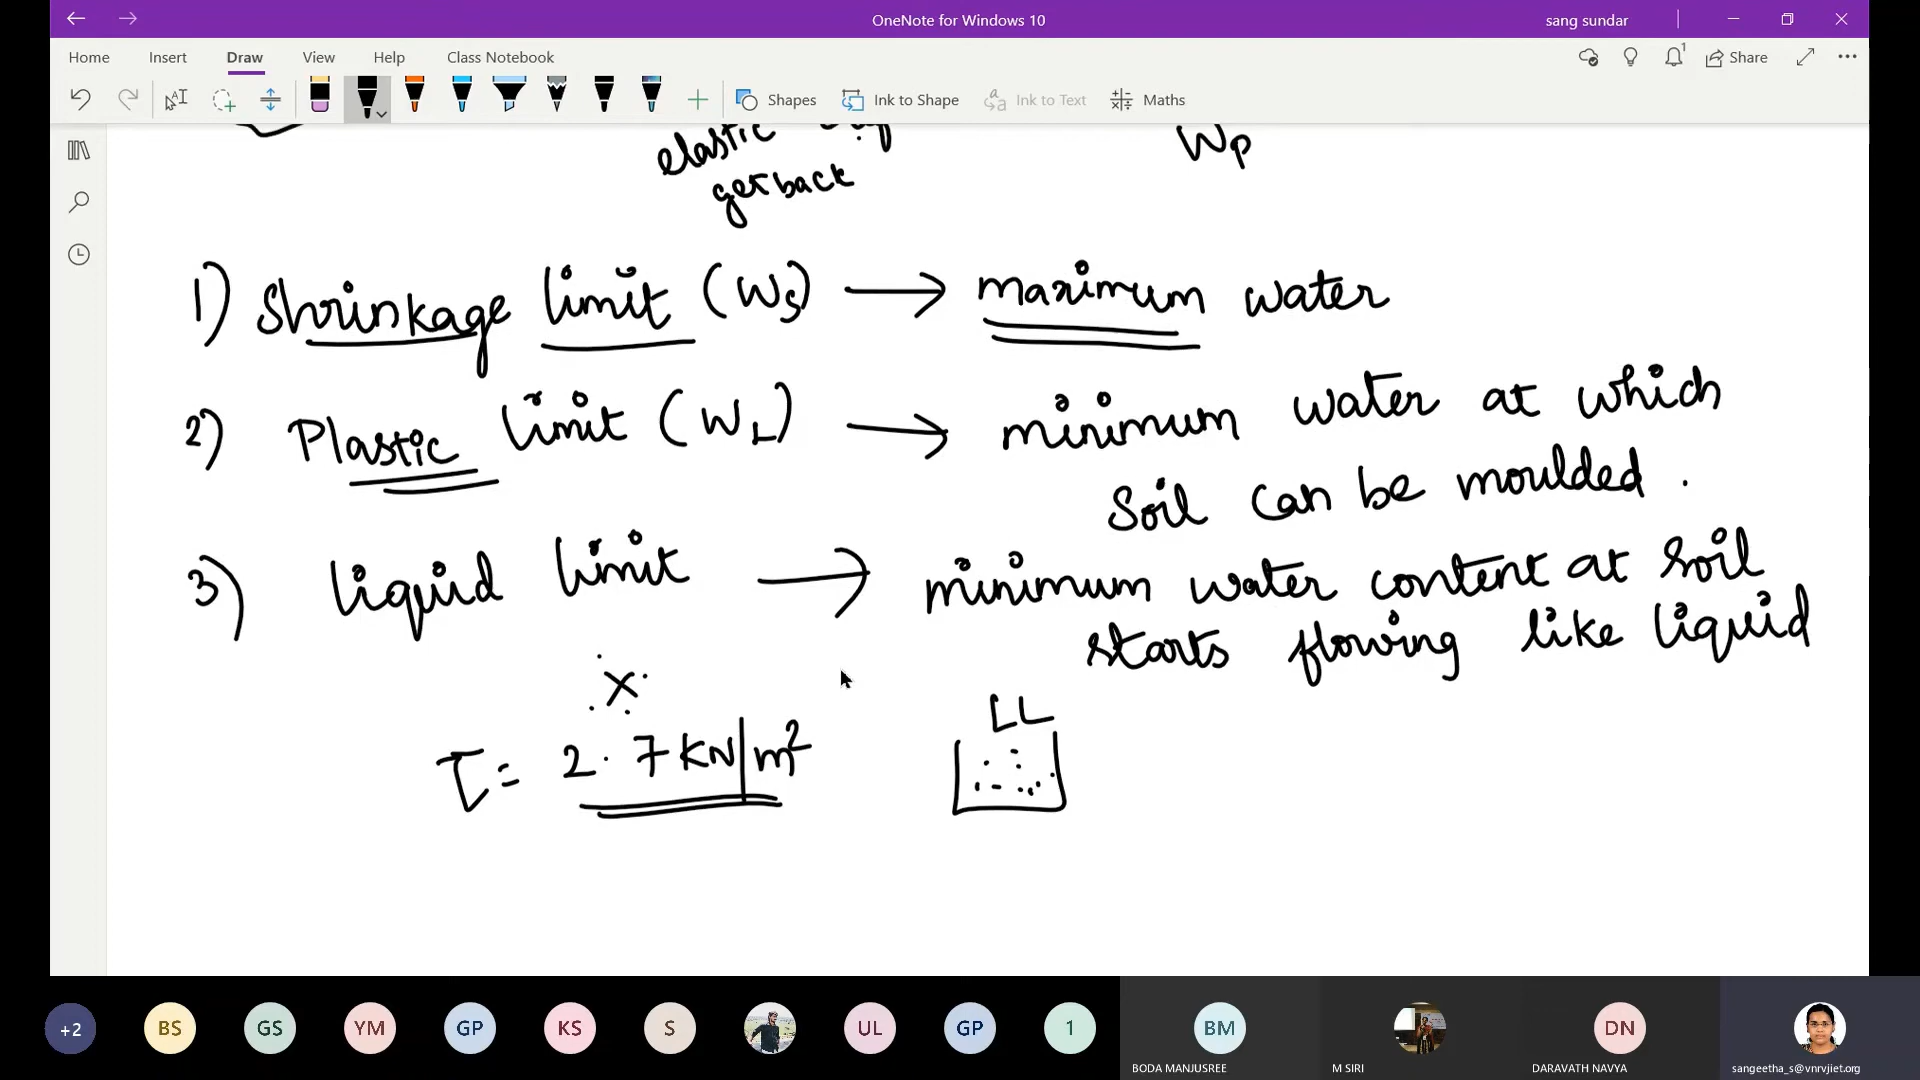 OneNote for Windows 10
sang sundar
Home Insert Draw View Help Class Notebook
1
Share
Shapes Ink to Shape Ink to Text Maths
elastic
get back
Wp
1) Shrinkage limit (Ws) → maximum water
2) Plastic limit (WL) → minimum water at which
Soil can be moulded .
3) liquid limit → minimum water content at soil
starts flowing like liquid
X
LL
τ = 2.7 KN/m²
+2 BS GS YM GP KS S UL GP 1 BM DN
BODA MANJUSREE M SIRI DARAVATH NAVYA sangeetha_s@vnrvjiet.org